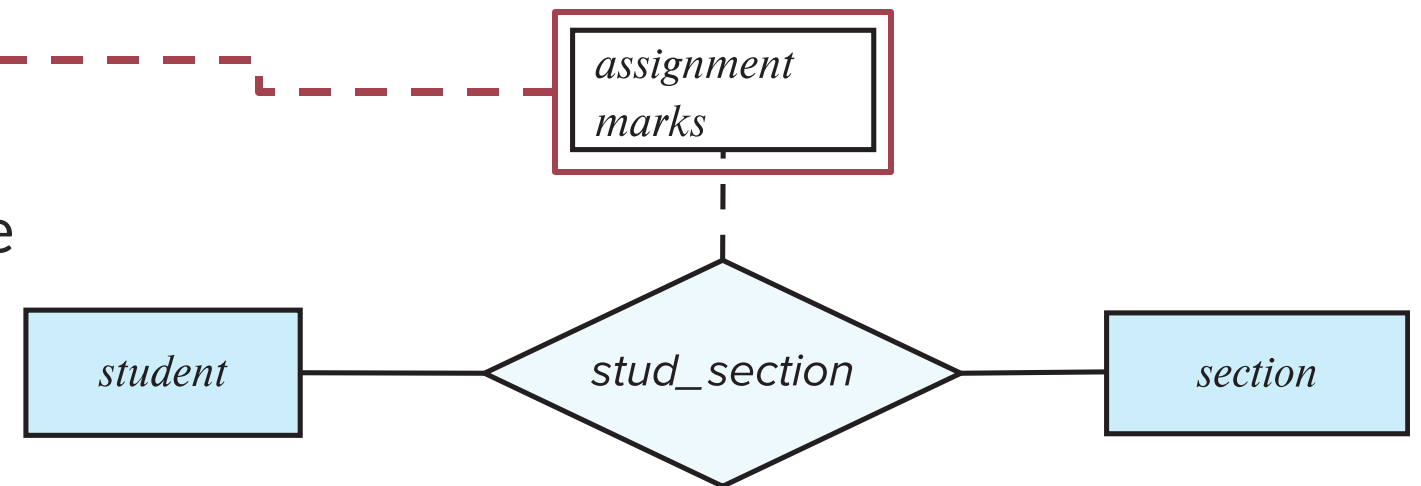 assignment
marks
e
student
stud_section
section